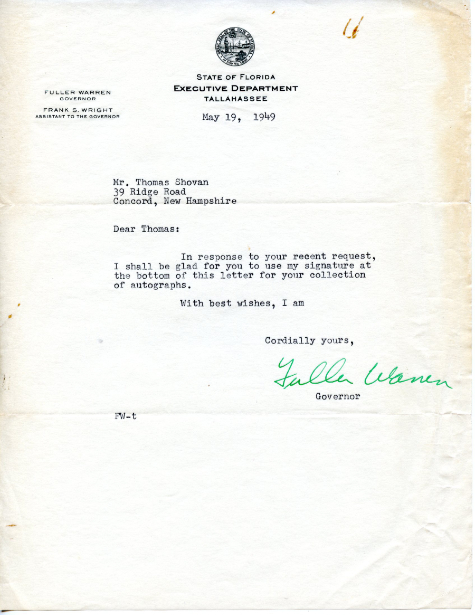 STATE OF FLORIDA
EXECUTIVE DEPARTMENT
TALLAHASSEE
FULLER WARREN
GOVERNOR
FRANK S. WRIGHT
ASSISTANT TO THE GOVERNOR
May 19, 1949
Mr. Thomas Shovan
39 Ridge Road
Concord, New Hampshire
Dear Thomas:
In response to your recent request,
I shall be glad for you to use my signature at
the bottom of this letter for your collection
of autographs.
With best wishes, I am
Cordially yours,
Fuller Warren
Governor
FW-t